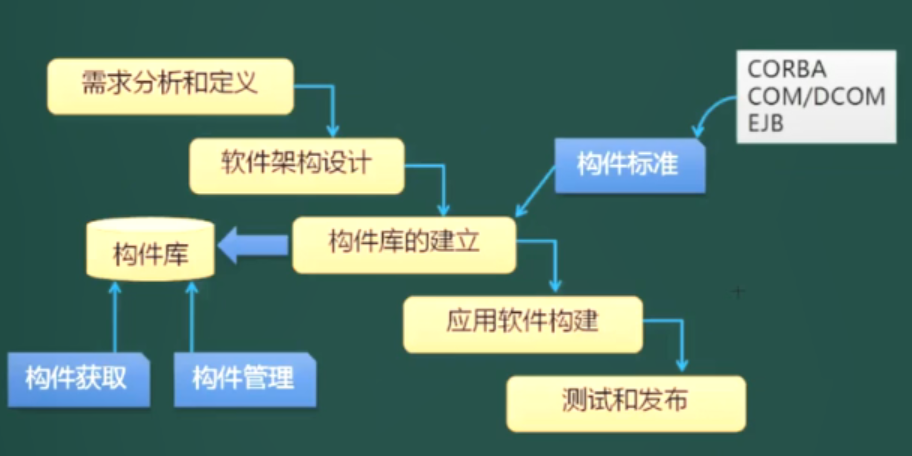 需求分析和定义
CORBA
COM/DCOM
EJB
软件架构设计
构件标准
构件库的建立
构件库
应用软件构建
构件获取
构件管理
测试和发布